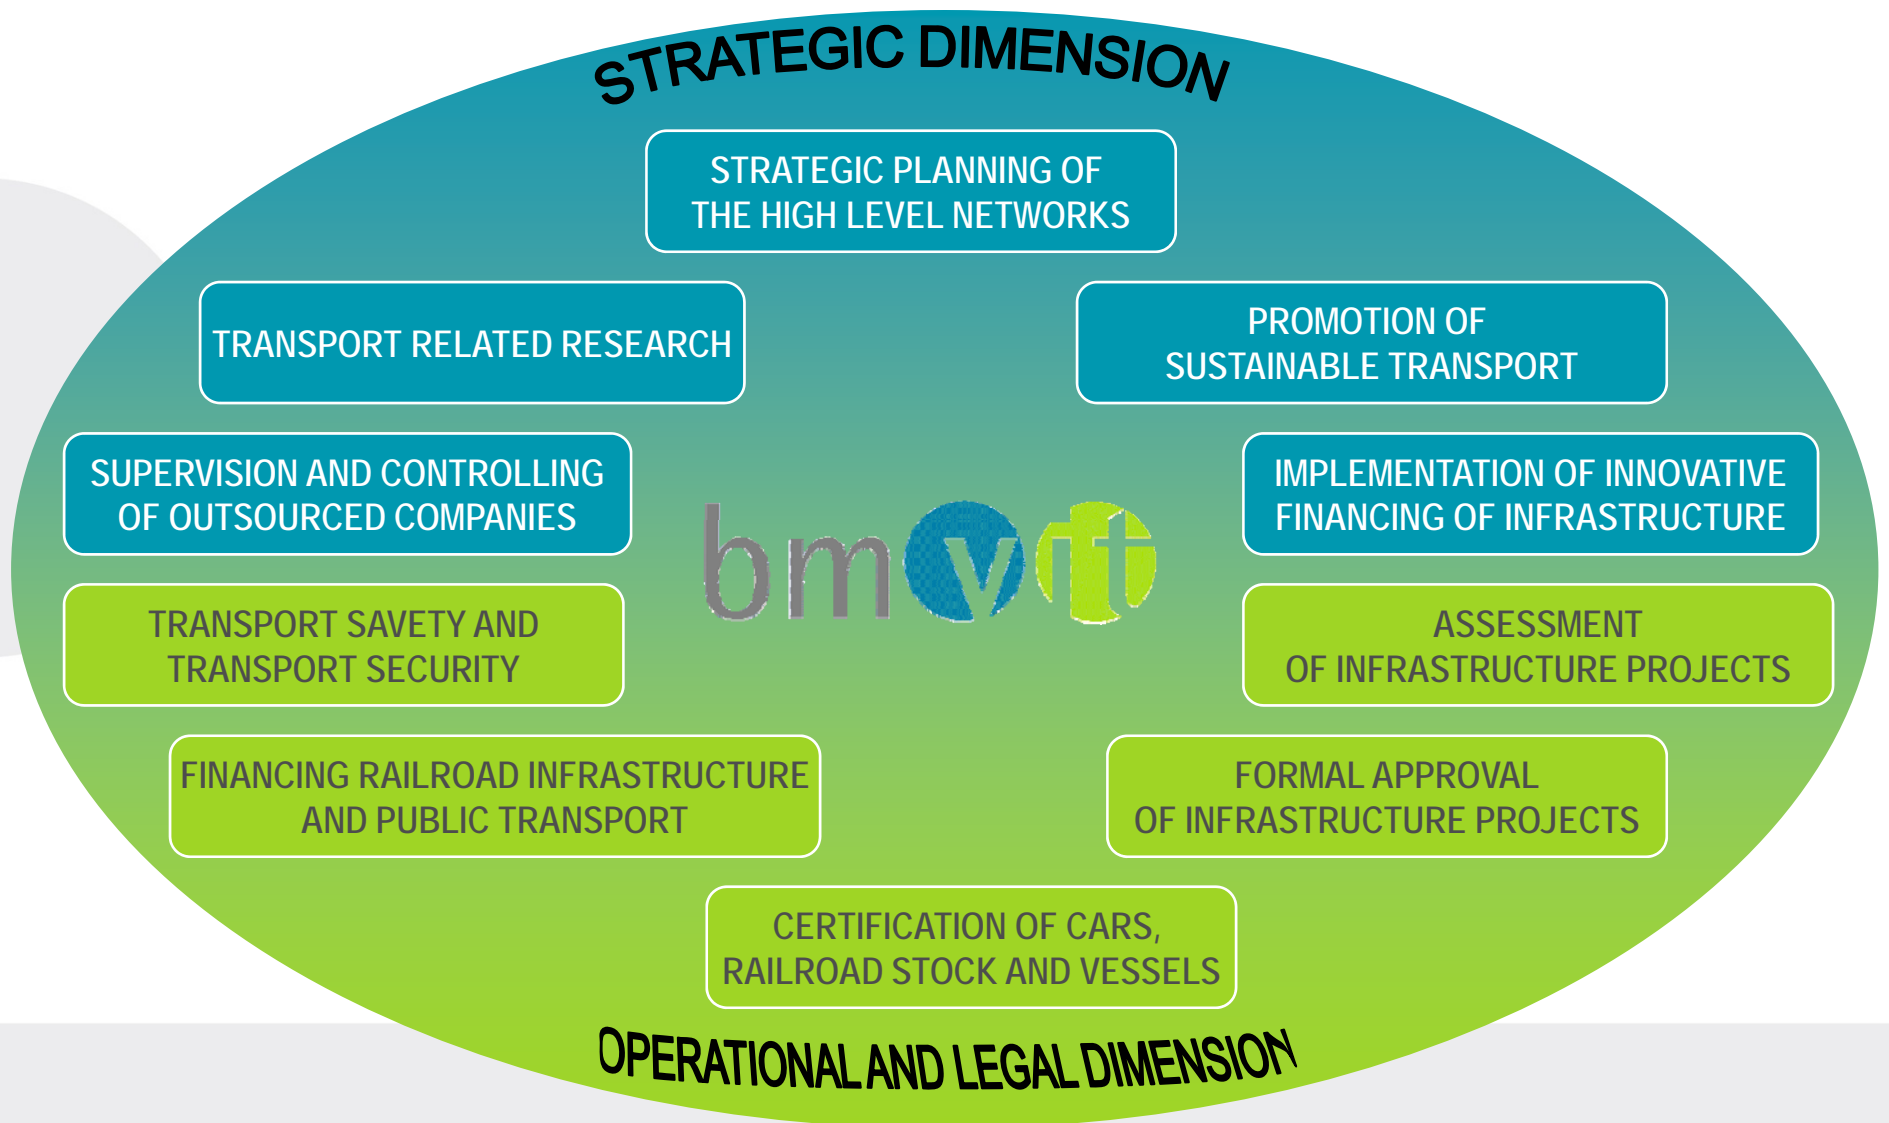 STRATEGIC DIMENSION
STRATEGIC PLANNING OF
THE HIGH LEVEL NETWORKS
TRANSPORT RELATED RESEARCH
PROMOTION OF
SUSTAINABLE TRANSPORT
SUPERVISION AND CONTROLLING
OF OUTSOURCED COMPANIES
IMPLEMENTATION OF INNOVATIVE
FINANCING OF INFRASTRUCTURE
bmvit
TRANSPORT SAVETY AND
TRANSPORT SECURITY
ASSESSMENT
OF INFRASTRUCTURE PROJECTS
FINANCING RAILROAD INFRASTRUCTURE
AND PUBLIC TRANSPORT
FORMAL APPROVAL
OF INFRASTRUCTURE PROJECTS
CERTIFICATION OF CARS,
RAILROAD STOCK AND VESSELS
OPERATIONAL AND LEGAL DIMENSION